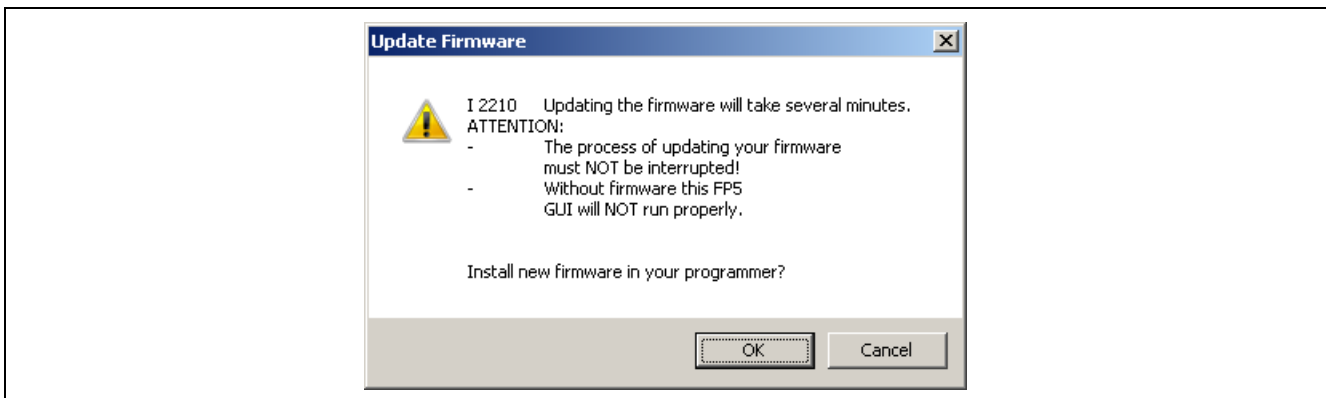 Update Firmware
I 2210 Updating the firmware will take several minutes.
ATTENTION:
- The process of updating your firmware
must NOT be interrupted!
- Without firmware this FP5
GUI will NOT run properly.
Install new firmware in your programmer?
OK Cancel